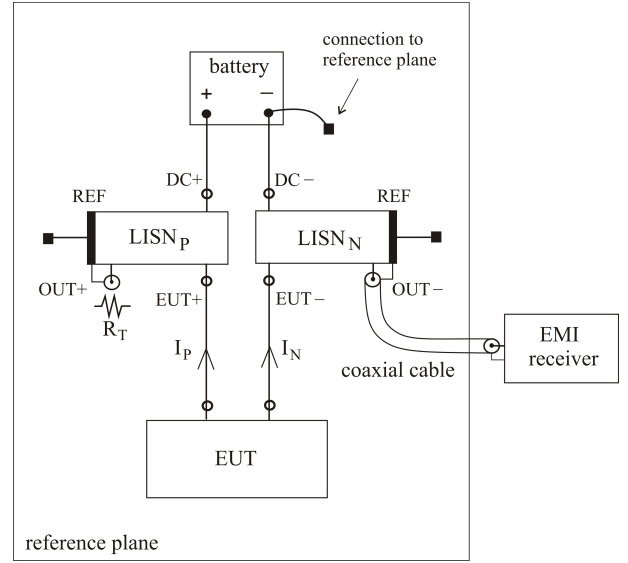 connection to
reference plane
battery
+ −
DC+ DC−
REF REF
LISN_P LISN_N
OUT+ OUT−
EUT+ EUT−
R_T
I_P I_N
EMI
receiver
coaxial cable
EUT
reference plane